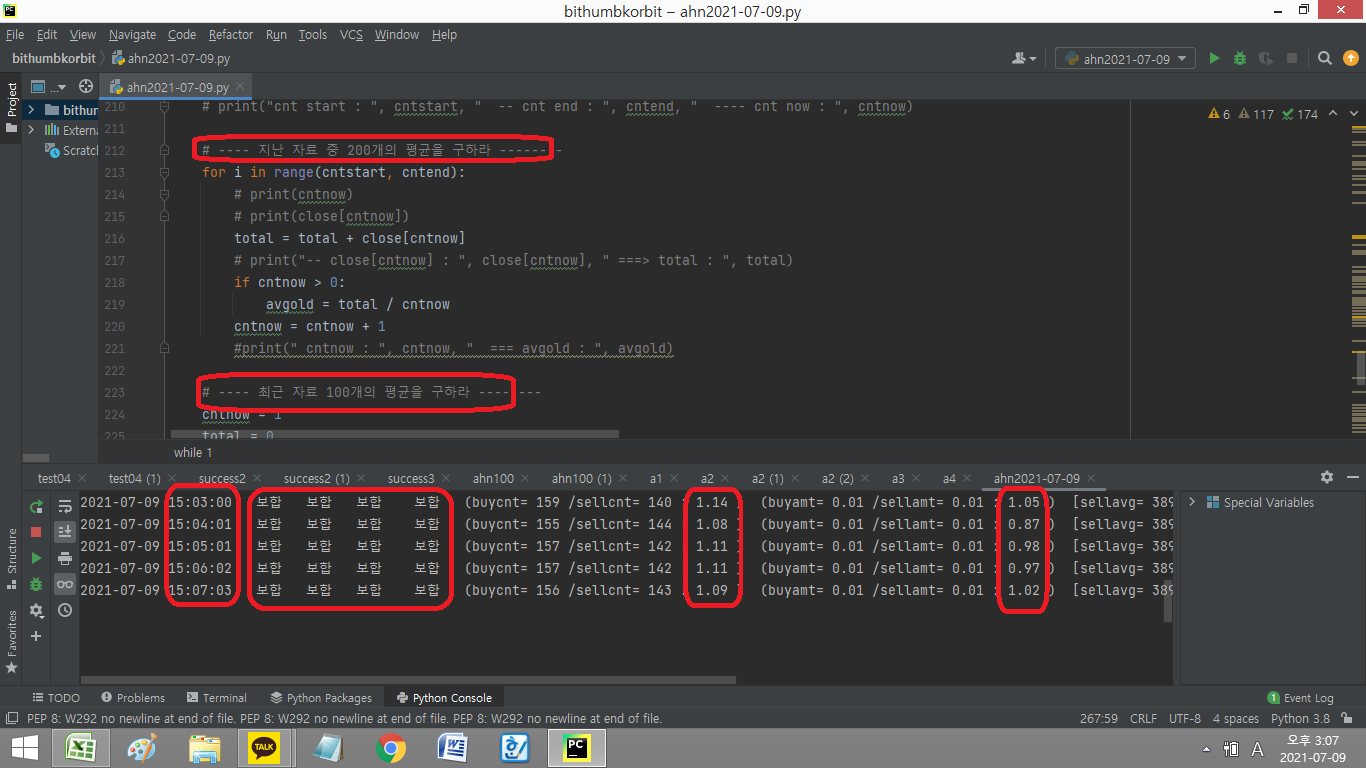 PC
bithumbkorbit – ahn2021-07-09.py
File Edit View Navigate Code Refactor Run Tools VCS Window Help
bithumbkorbit
ahn2021-07-09.py
ahn2021-07-09
Project
...
ahn2021-07-09.py
bithun
Externa
Scratch
6 117 174
210 # print("cnt start : ", cntstart, "  -- cnt end : ", cntend, "  ---- cnt now : ", cntnow)
211
212 # ---- 지난 자료 중 200개의 평균을 구하라 --------
213 for i in range(cntstart, cntend):
214 # print(cntnow)
215 # print(close[cntnow])
216 total = total + close[cntnow]
217 # print("-- close[cntnow] : ", close[cntnow], " ===> total : ", total)
218 if cntnow > 0:
219 avgold = total / cntnow
220 cntnow = cntnow + 1
221 #print(" cntnow : ", cntnow, "  === avgold : ", avgold)
222
223 # ---- 최근 자료 100개의 평균을 구하라 --------
224 cntnow = 1
225 total = 0
while 1
test04 test04 (1) success2 success2 (1) success3 ahn100 ahn100 (1) a1 a2 a2 (1) a2 (2) a3 a4 ahn2021-07-09
2021-07-09 15:03:00 보합 보합 보합 보합 (buycnt= 159 /sellcnt= 140 : 1.14 ) (buyamt= 0.01 /sellamt= 0.01 : 1.05 ) [sellavg= 389
2021-07-09 15:04:01 보합 보합 보합 보합 (buycnt= 155 /sellcnt= 144 : 1.08 ) (buyamt= 0.01 /sellamt= 0.01 : 0.87 ) [sellavg= 389
2021-07-09 15:05:01 보합 보합 보합 보합 (buycnt= 157 /sellcnt= 142 : 1.11 ) (buyamt= 0.01 /sellamt= 0.01 : 0.98 ) [sellavg= 389
2021-07-09 15:06:02 보합 보합 보합 보합 (buycnt= 157 /sellcnt= 142 : 1.11 ) (buyamt= 0.01 /sellamt= 0.01 : 0.97 ) [sellavg= 389
2021-07-09 15:07:03 보합 보합 보합 보합 (buycnt= 156 /sellcnt= 143 : 1.09 ) (buyamt= 0.01 /sellamt= 0.01 : 1.02 ) [sellavg= 389
Special Variables
Structure
Favorites
TODO Problems Terminal Python Packages Python Console 1 Event Log
PEP 8: W292 no newline at end of file. PEP 8: W292 no newline at end of file. PEP 8: W292 no newline at end of file.
267:59 CRLF UTF-8 4 spaces Python 3.8
TALK
PC
A
오후 3:07
2021-07-09